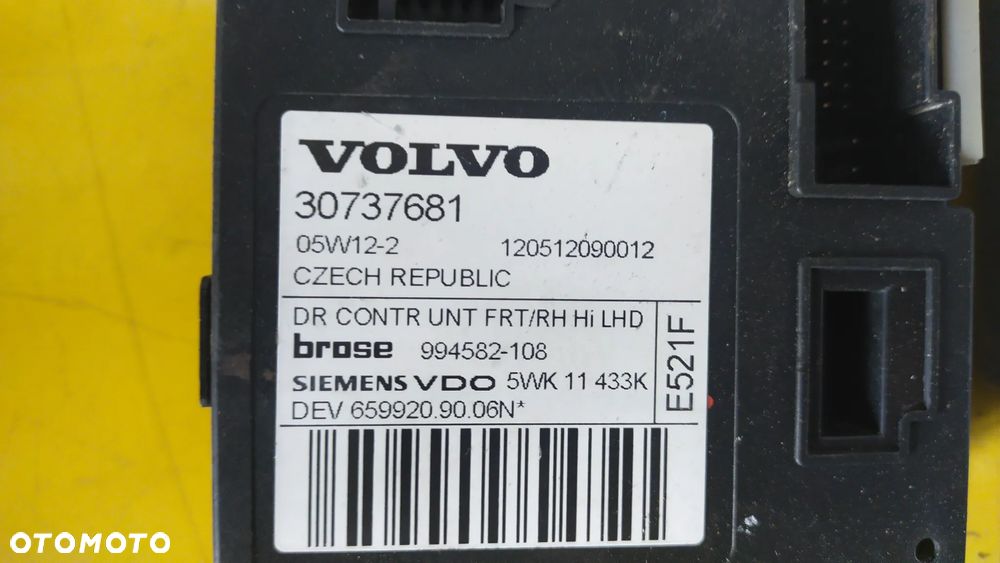 VOLVO
30737681
05W12-2 120512090012
CZECH REPUBLIC
DR CONTR UNT FRT/RH Hi LHD
brose 994582-108
SIEMENS VDO 5WK 11 433K
DEV 659920.90.06N*
E521F
OTOMOTO